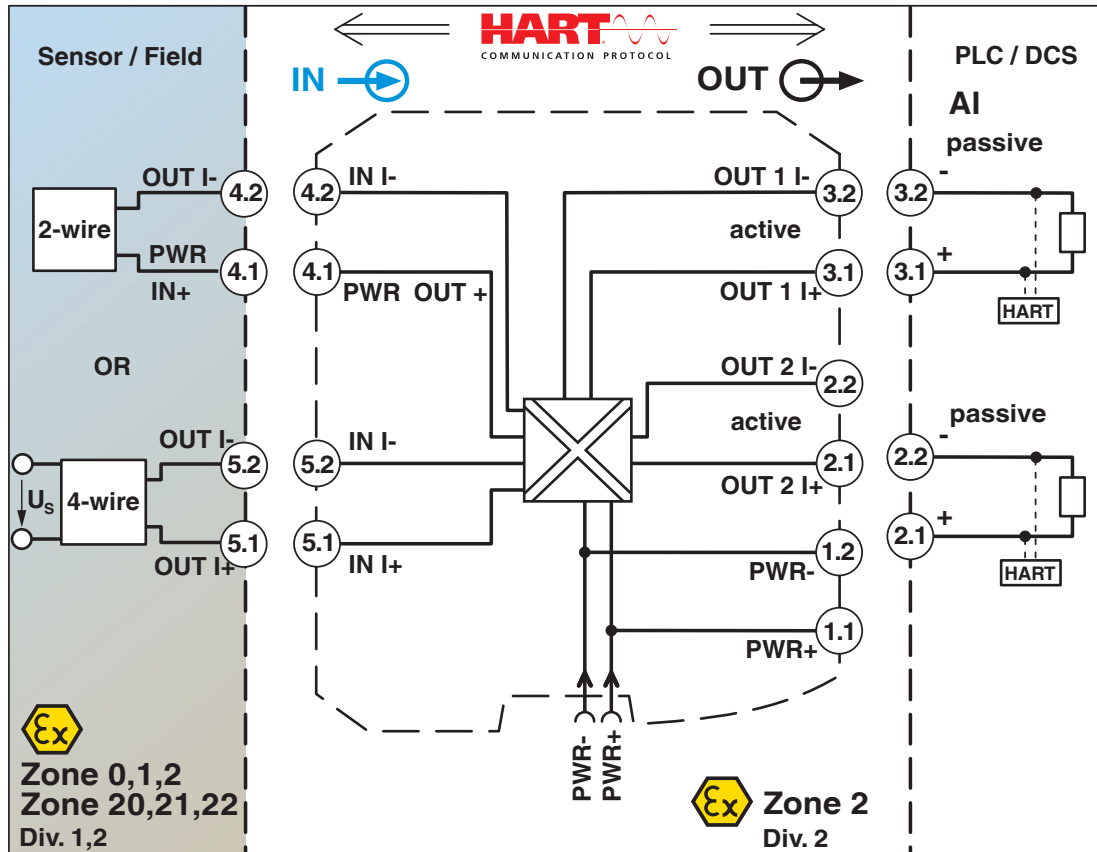 Sensor / Field
HART
COMMUNICATION PROTOCOL
PLC / DCS
IN
OUT
AI
passive
OUT I-
4.2
4.2
IN I-
OUT 1 I-
3.2
3.2
-
2-wire
active
PWR
4.1
4.1
3.1
3.1
+
IN+
PWR OUT +
OUT 1 I+
HART
OR
OUT 2 I-
2.2
passive
OUT I-
active
5.2
5.2
IN I-
2.1
2.2
-
US
4-wire
OUT 2 I+
5.1
5.1
2.1
+
OUT I+
IN I+
1.2
PWR-
HART
1.1
PWR+
Ex
PWR-
PWR+
Zone 0,1,2
Zone 20,21,22
Div. 1,2
Ex
Zone 2
Div. 2